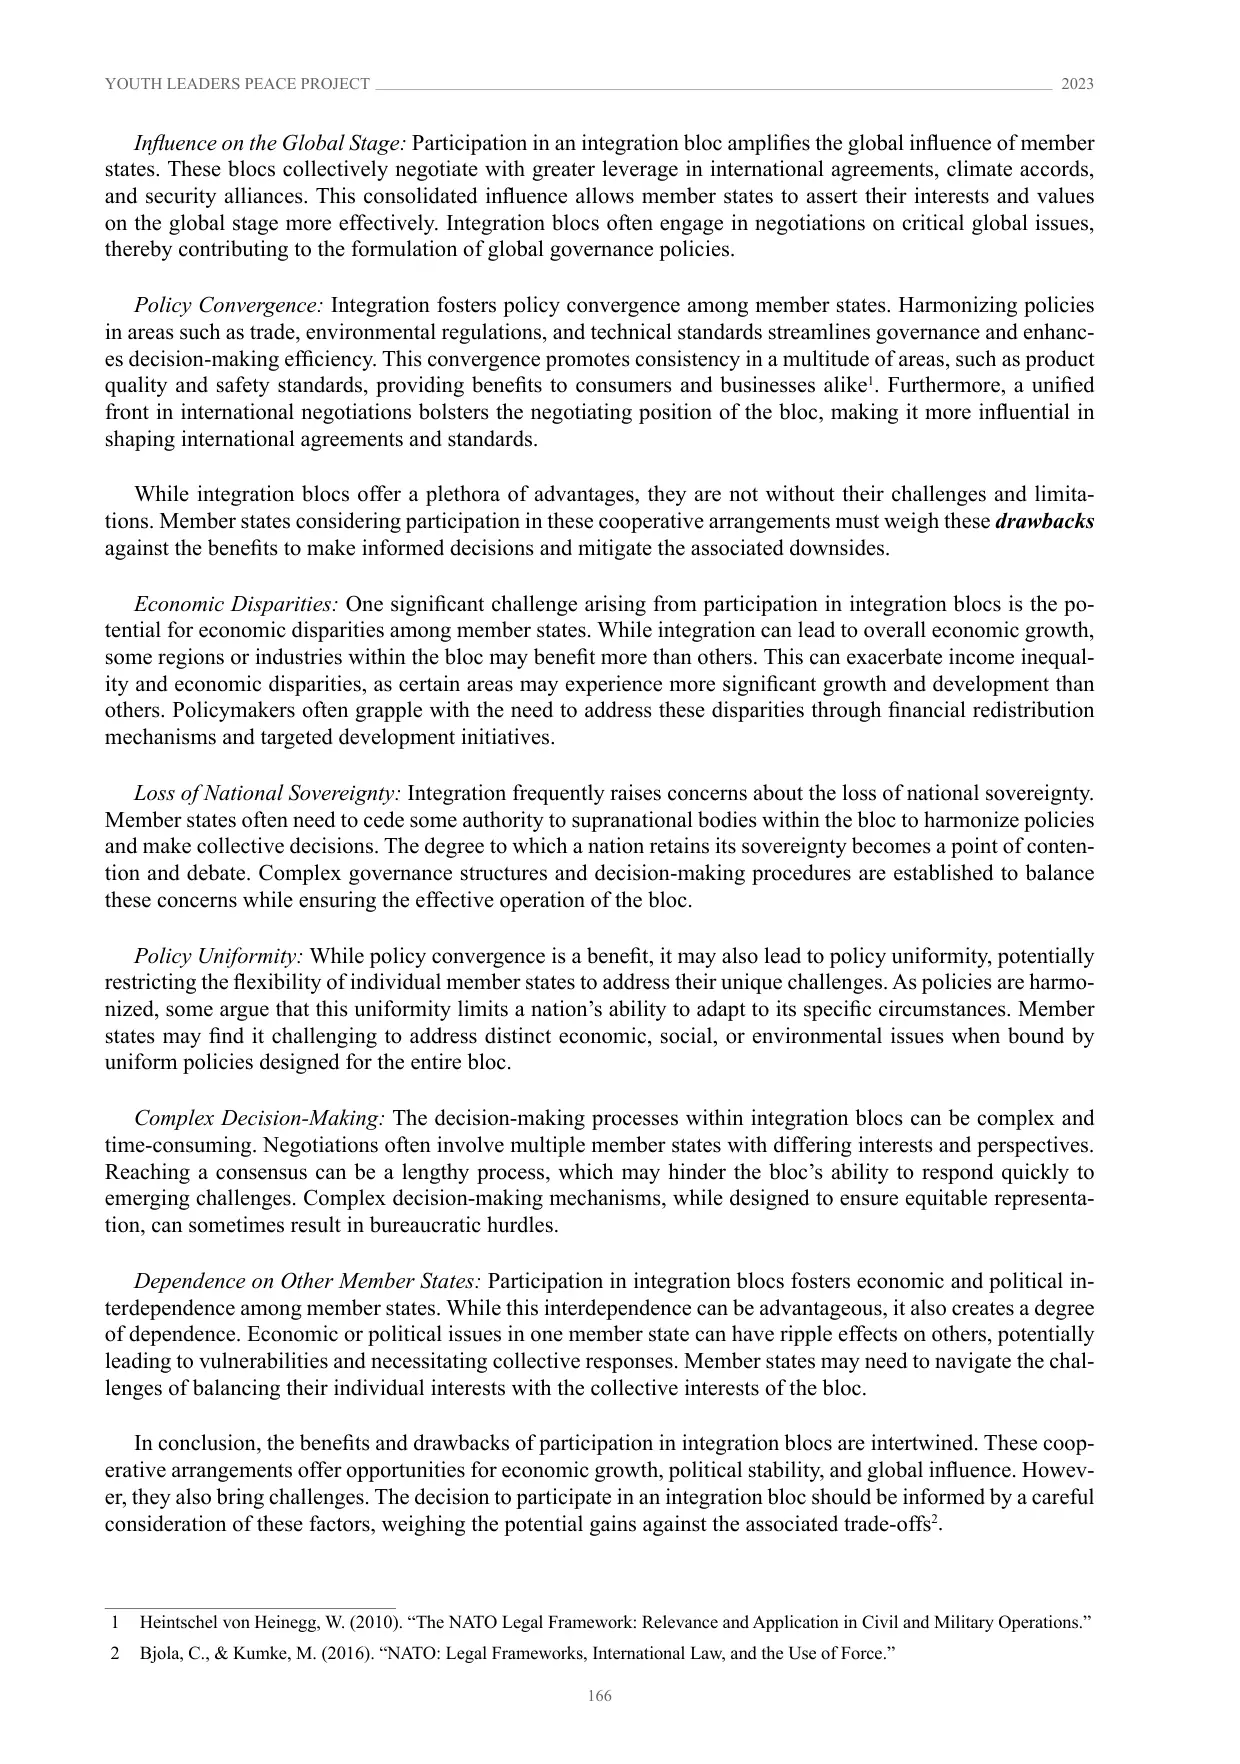 YOUTH LEADERS PEACE PROJECT 2023
Influence on the Global Stage: Participation in an integration bloc amplifies the global influence of member
states. These blocs collectively negotiate with greater leverage in international agreements, climate accords,
and security alliances. This consolidated influence allows member states to assert their interests and values
on the global stage more effectively. Integration blocs often engage in negotiations on critical global issues,
thereby contributing to the formulation of global governance policies.
Policy Convergence: Integration fosters policy convergence among member states. Harmonizing policies
in areas such as trade, environmental regulations, and technical standards streamlines governance and enhanc-
es decision-making efficiency. This convergence promotes consistency in a multitude of areas, such as product
quality and safety standards, providing benefits to consumers and businesses alike1. Furthermore, a unified
front in international negotiations bolsters the negotiating position of the bloc, making it more influential in
shaping international agreements and standards.
While integration blocs offer a plethora of advantages, they are not without their challenges and limita-
tions. Member states considering participation in these cooperative arrangements must weigh these drawbacks
against the benefits to make informed decisions and mitigate the associated downsides.
Economic Disparities: One significant challenge arising from participation in integration blocs is the po-
tential for economic disparities among member states. While integration can lead to overall economic growth,
some regions or industries within the bloc may benefit more than others. This can exacerbate income inequal-
ity and economic disparities, as certain areas may experience more significant growth and development than
others. Policymakers often grapple with the need to address these disparities through financial redistribution
mechanisms and targeted development initiatives.
Loss of National Sovereignty: Integration frequently raises concerns about the loss of national sovereignty.
Member states often need to cede some authority to supranational bodies within the bloc to harmonize policies
and make collective decisions. The degree to which a nation retains its sovereignty becomes a point of conten-
tion and debate. Complex governance structures and decision-making procedures are established to balance
these concerns while ensuring the effective operation of the bloc.
Policy Uniformity: While policy convergence is a benefit, it may also lead to policy uniformity, potentially
restricting the flexibility of individual member states to address their unique challenges. As policies are harmo-
nized, some argue that this uniformity limits a nation’s ability to adapt to its specific circumstances. Member
states may find it challenging to address distinct economic, social, or environmental issues when bound by
uniform policies designed for the entire bloc.
Complex Decision-Making: The decision-making processes within integration blocs can be complex and
time-consuming. Negotiations often involve multiple member states with differing interests and perspectives.
Reaching a consensus can be a lengthy process, which may hinder the bloc’s ability to respond quickly to
emerging challenges. Complex decision-making mechanisms, while designed to ensure equitable representa-
tion, can sometimes result in bureaucratic hurdles.
Dependence on Other Member States: Participation in integration blocs fosters economic and political in-
terdependence among member states. While this interdependence can be advantageous, it also creates a degree
of dependence. Economic or political issues in one member state can have ripple effects on others, potentially
leading to vulnerabilities and necessitating collective responses. Member states may need to navigate the chal-
lenges of balancing their individual interests with the collective interests of the bloc.
In conclusion, the benefits and drawbacks of participation in integration blocs are intertwined. These coop-
erative arrangements offer opportunities for economic growth, political stability, and global influence. Howev-
er, they also bring challenges. The decision to participate in an integration bloc should be informed by a careful
consideration of these factors, weighing the potential gains against the associated trade-offs2.
1 Heintschel von Heinegg, W. (2010). “The NATO Legal Framework: Relevance and Application in Civil and Military Operations.”
2 Bjola, C., & Kumke, M. (2016). “NATO: Legal Frameworks, International Law, and the Use of Force.”
166